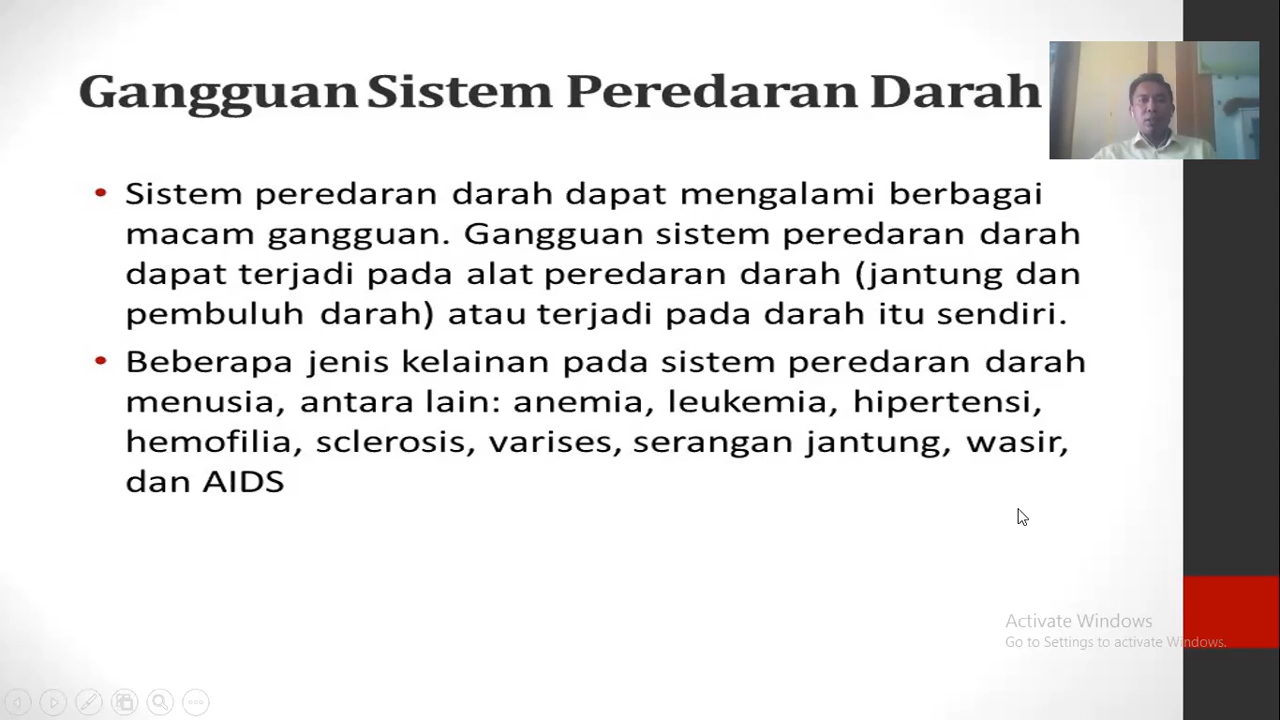 Gangguan Sistem Peredaran Darah
• Sistem peredaran darah dapat mengalami berbagai
macam gangguan. Gangguan sistem peredaran darah
dapat terjadi pada alat peredaran darah (jantung dan
pembuluh darah) atau terjadi pada darah itu sendiri.
• Beberapa jenis kelainan pada sistem peredaran darah
menusia, antara lain: anemia, leukemia, hipertensi,
hemofilia, sclerosis, varises, serangan jantung, wasir,
dan AIDS
Activate Windows
Go to Settings to activate Windows.